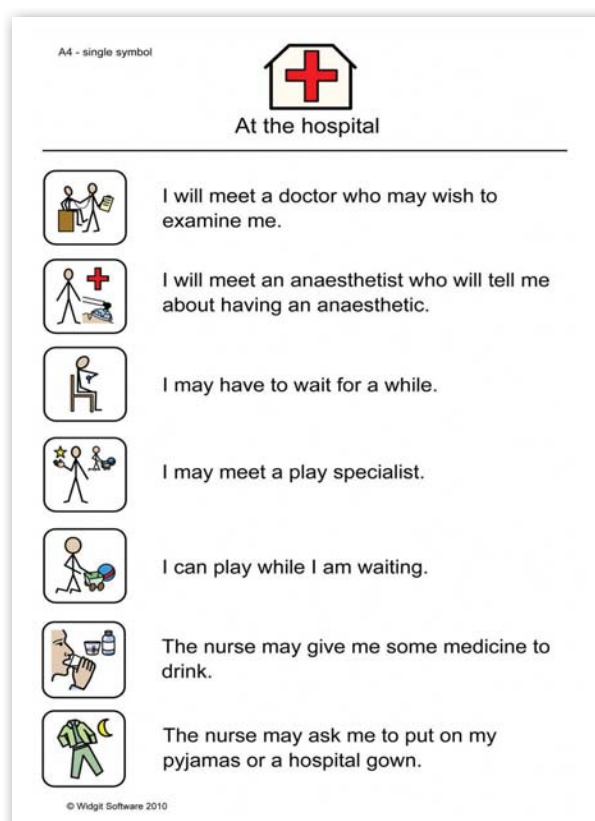 A4 - single symbol
At the hospital
I will meet a doctor who may wish to
examine me.
I will meet an anaesthetist who will tell me
about having an anaesthetic.
I may have to wait for a while.
I may meet a play specialist.
I can play while I am waiting.
The nurse may give me some medicine to
drink.
The nurse may ask me to put on my
pyjamas or a hospital gown.
© Widgit Software 2010